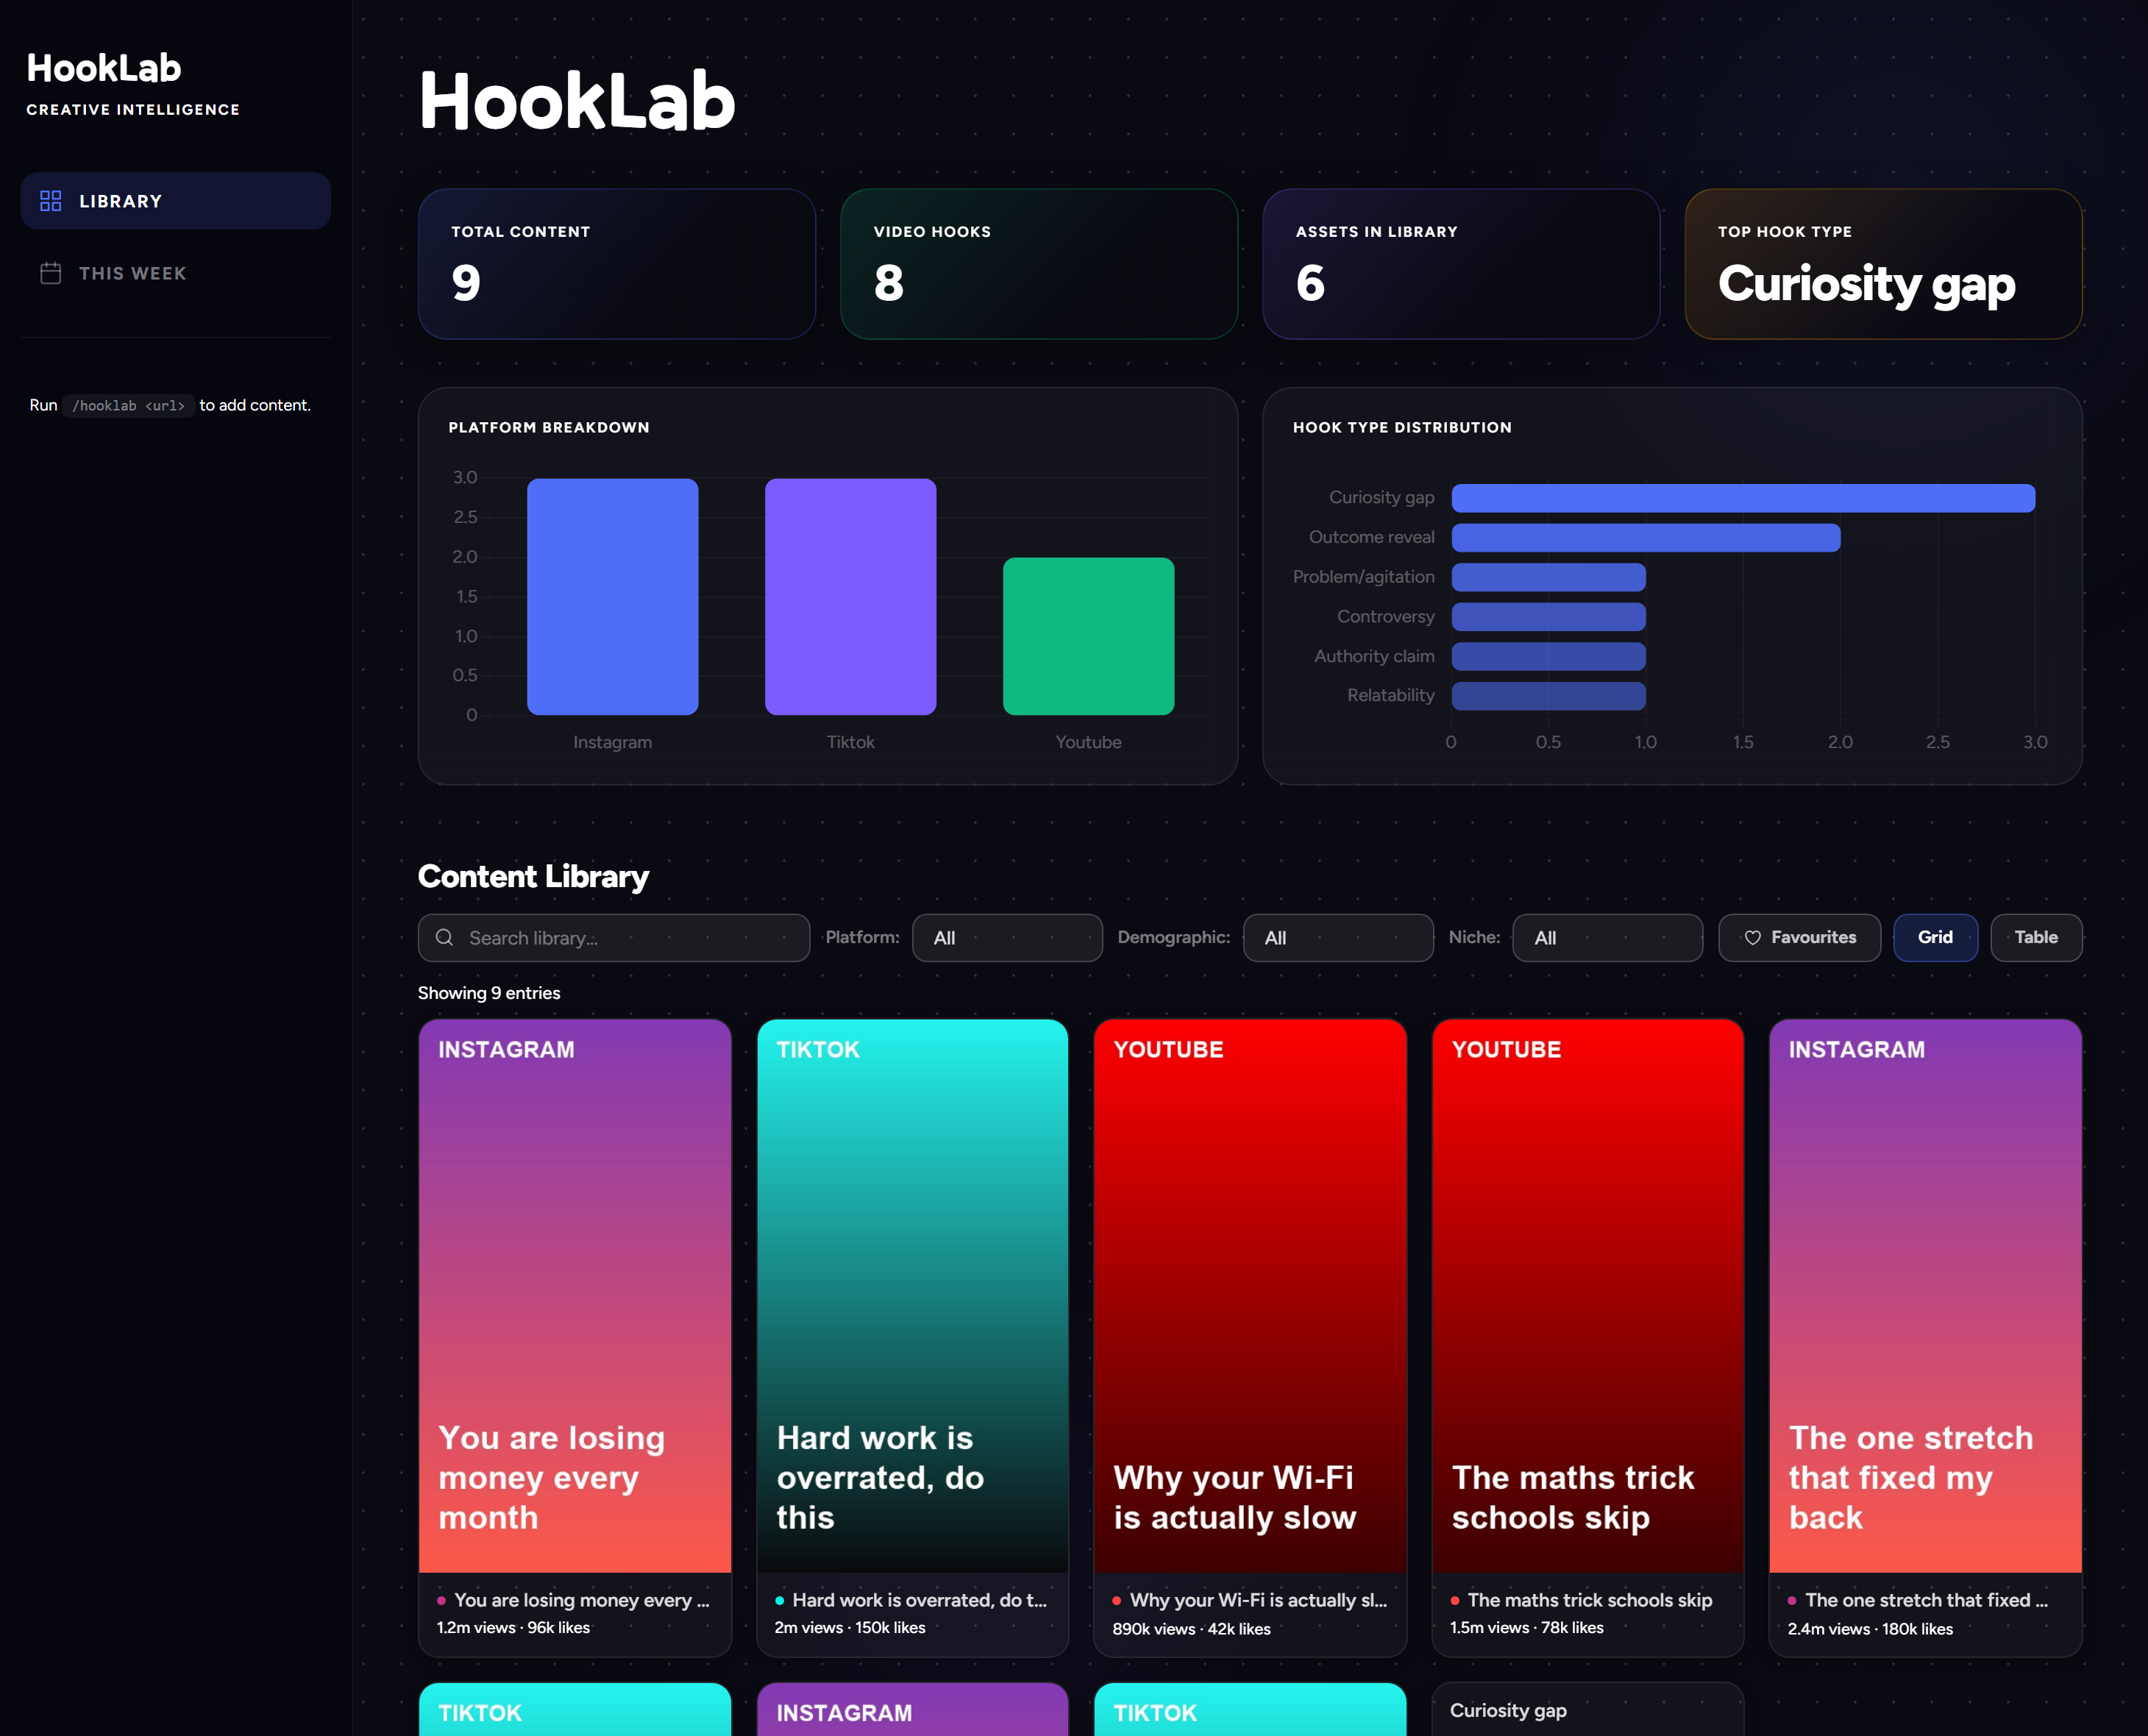 HookLab
CREATIVE INTELLIGENCE
LIBRARY
THIS WEEK
Run /hooklab <url> to add content.
HookLab
TOTAL CONTENT
9
VIDEO HOOKS
8
ASSETS IN LIBRARY
6
TOP HOOK TYPE
Curiosity gap
PLATFORM BREAKDOWN
3.0
2.5
2.0
1.5
1.0
0.5
0
Instagram
Tiktok
Youtube
HOOK TYPE DISTRIBUTION
Curiosity gap
Outcome reveal
Problem/agitation
Controversy
Authority claim
Relatability
0 0.5 1.0 1.5 2.0 2.5 3.0
Content Library
Search library...
Platform: All
Demographic: All
Niche: All
Favourites
Grid
Table
Showing 9 entries
INSTAGRAM
You are losing
money every
month
You are losing money every ...
1.2m views · 96k likes
TIKTOK
Hard work is
overrated, do
this
Hard work is overrated, do t...
2m views · 150k likes
YOUTUBE
Why your Wi-Fi
is actually slow
Why your Wi-Fi is actually sl...
890k views · 42k likes
YOUTUBE
The maths trick
schools skip
The maths trick schools skip
1.5m views · 78k likes
INSTAGRAM
The one stretch
that fixed my
back
The one stretch that fixed ...
2.4m views · 180k likes
TIKTOK
INSTAGRAM
TIKTOK
Curiosity gap